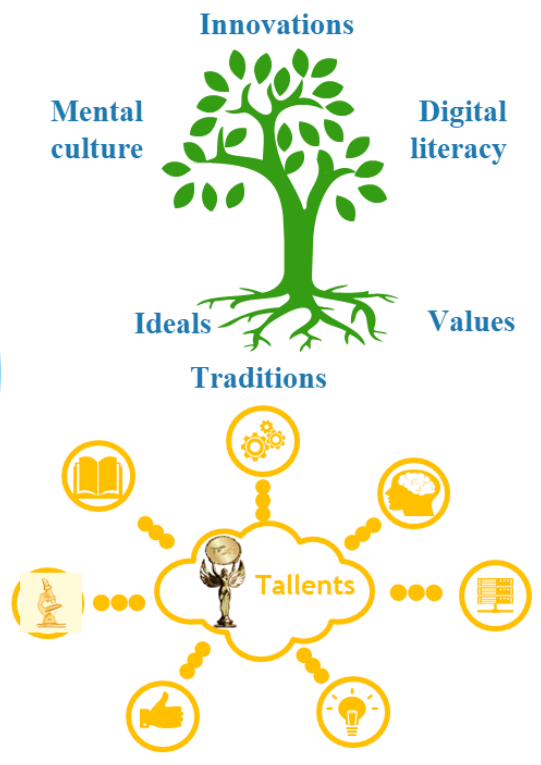 Innovations
Mental
culture
Digital
literacy
Ideals
Values
Traditions
Tallents